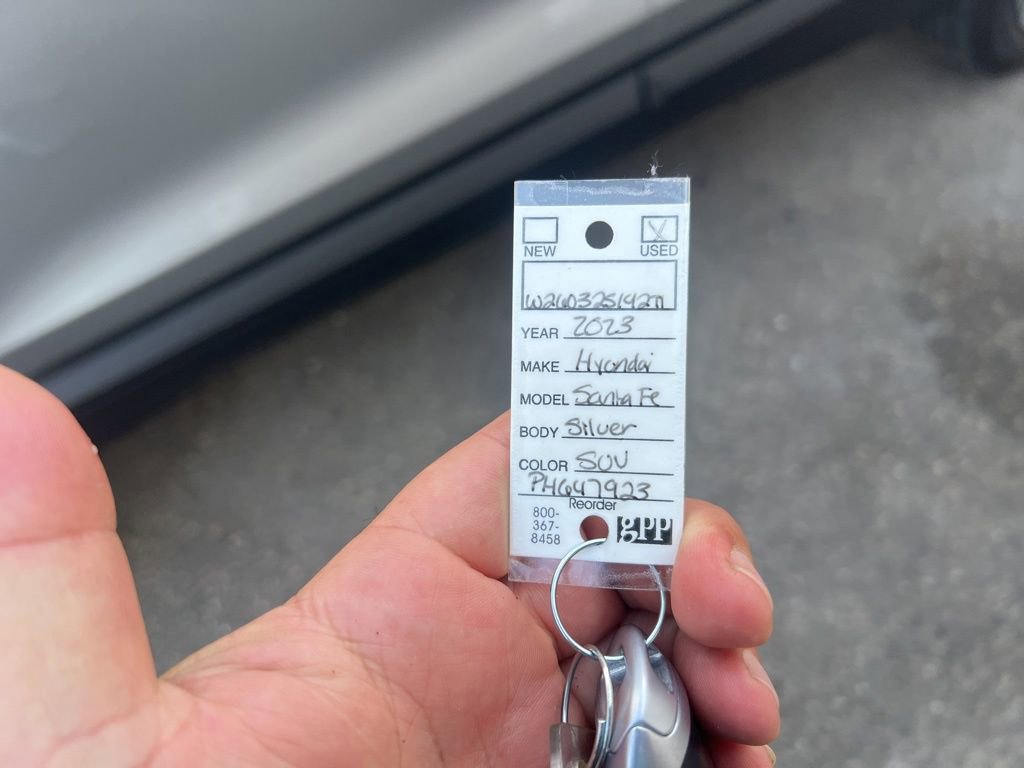 NEW USED
YEAR 2023
MAKE Hyundai
MODEL Santa Fe
BODY Silver
COLOR SUV
PH647923
Reorder
800-
367-
8458
gpp